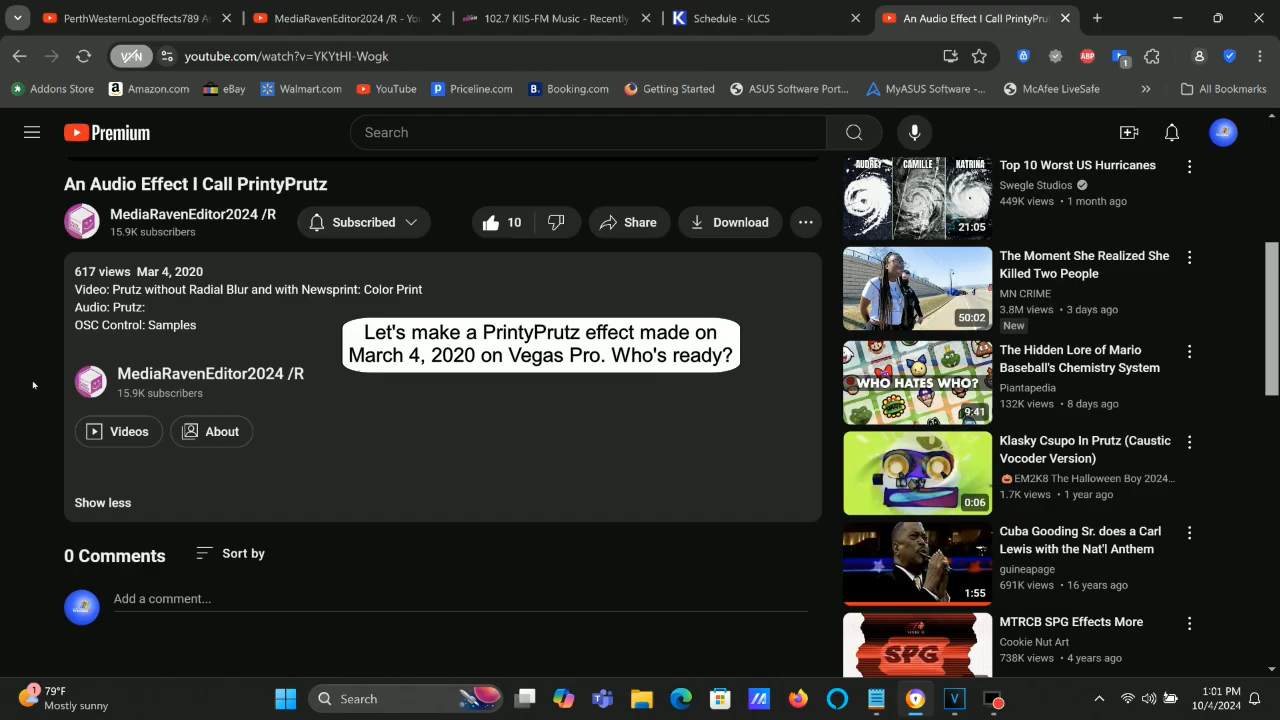 PerthWesternLogoEffects789 A
MediaRavenEditor2024 /R - You
102.7 KIIS-FM Music - Recently
Schedule - KLCS
An Audio Effect I Call PrintyPrut
VPN
youtube.com/watch?v=YKYtHI-Wogk
ABP
1
Addons Store
Amazon.com
eBay
Walmart.com
YouTube
Priceline.com
Booking.com
Getting Started
ASUS Software Port...
MyASUS Software -...
McAfee LiveSafe
All Bookmarks
Premium
Search
An Audio Effect I Call PrintyPrutz
MediaRavenEditor2024 /R
15.9K subscribers
Subscribed
10
Share
Download
617 views Mar 4, 2020
Video: Prutz without Radial Blur and with Newsprint: Color Print
Audio: Prutz:
OSC Control: Samples
Let's make a PrintyPrutz effect made on
March 4, 2020 on Vegas Pro. Who's ready?
MediaRavenEditor2024 /R
15.9K subscribers
Videos
About
Show less
0 Comments
Sort by
Add a comment...
AUDREY CAMILLE KATRINA
21:05
Top 10 Worst US Hurricanes
Swegle Studios
449K views • 1 month ago
50:02
The Moment She Realized She
Killed Two People
MN CRIME
3.8M views • 3 days ago
New
WHO HATES WHO?
9:41
The Hidden Lore of Mario
Baseball's Chemistry System
Piantapedia
132K views • 8 days ago
0:06
Klasky Csupo In Prutz (Caustic
Vocoder Version)
🎃EM2K8 The Halloween Boy 2024...
1.7K views • 1 year ago
1:55
Cuba Gooding Sr. does a Carl
Lewis with the Nat'l Anthem
guineapage
691K views • 16 years ago
SPG
MTRCB SPG Effects More
Cookie Nut Art
738K views • 4 years ago
1
79°F
Mostly sunny
Search
V
1:01 PM
10/4/2024